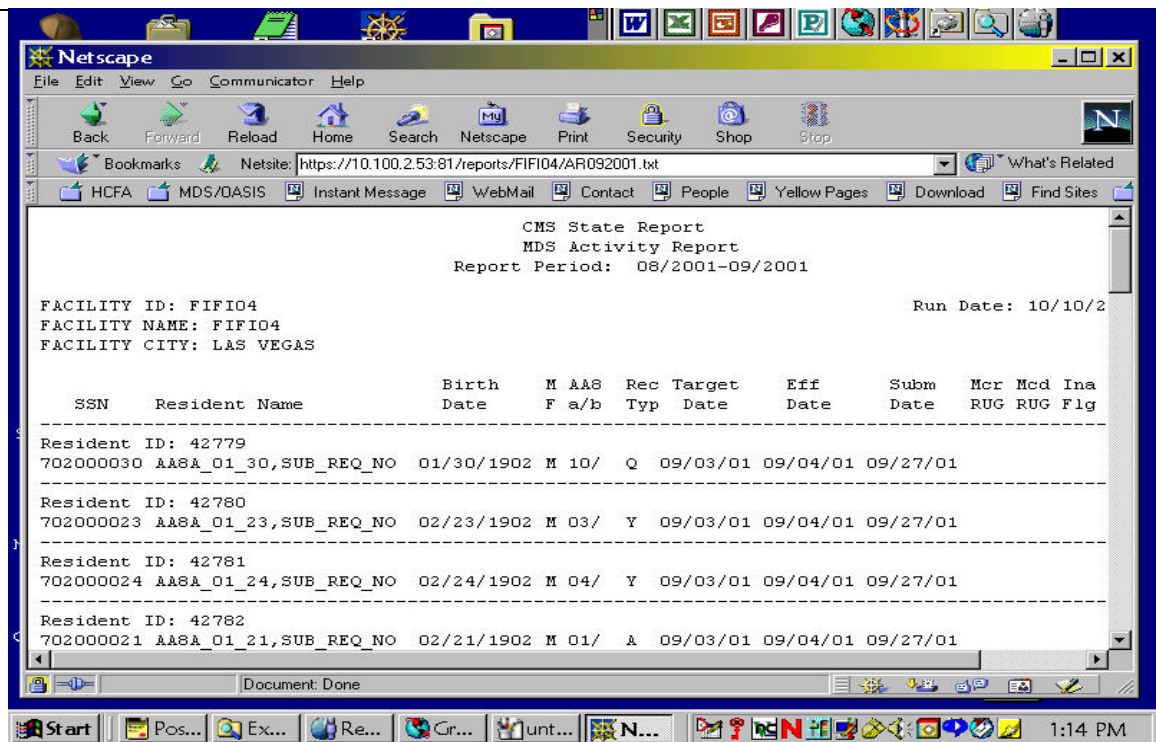 Netscape
File Edit View Go Communicator Help
My
N
Back Forward Reload Home Search Netscape Print Security Shop Stop
Bookmarks Netsite: https://10.100.2.53:81/reports/FIFI04/AR092001.txt What's Related
HCFA MDS/OASIS Instant Message WebMail Contact People Yellow Pages Download Find Sites
CMS State Report
MDS Activity Report
Report Period: 08/2001-09/2001
FACILITY ID: FIFI04 Run Date: 10/10/2
FACILITY NAME: FIFI04
FACILITY CITY: LAS VEGAS
Birth M AA8 Rec Target Eff Subm Mcr Mcd Ina
SSN Resident Name Date F a/b Typ Date Date Date RUG RUG Flg
Resident ID: 42779
702000030 AA8A_01_30,SUB_REQ_NO 01/30/1902 M 10/ Q 09/03/01 09/04/01 09/27/01
Resident ID: 42780
702000023 AA8A_01_23,SUB_REQ_NO 02/23/1902 M 03/ Y 09/03/01 09/04/01 09/27/01
Resident ID: 42781
702000024 AA8A_01_24,SUB_REQ_NO 02/24/1902 M 04/ Y 09/03/01 09/04/01 09/27/01
Resident ID: 42782
702000021 AA8A_01_21,SUB_REQ_NO 02/21/1902 M 01/ A 09/03/01 09/04/01 09/27/01
Document: Done
Start Pos... Ex... Re... Gr... unt... N... 1:14 PM